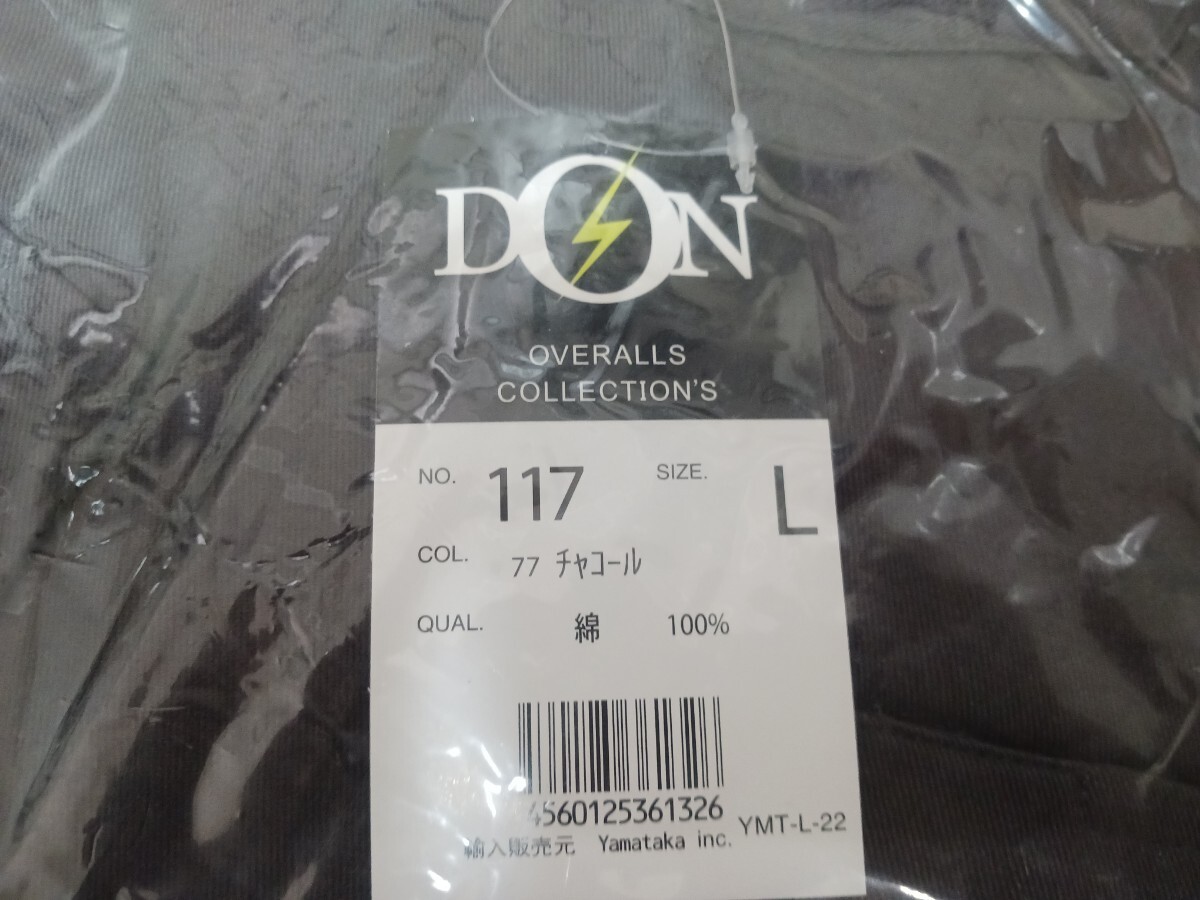 DON
OVERALLS
COLLECTION'S
NO. 117 SIZE. L
COL. 77 ﾁｬｺｰﾙ
QUAL. 綿 100%
4560125361326
YMT-L-22
輸入販売元 Yamataka inc.